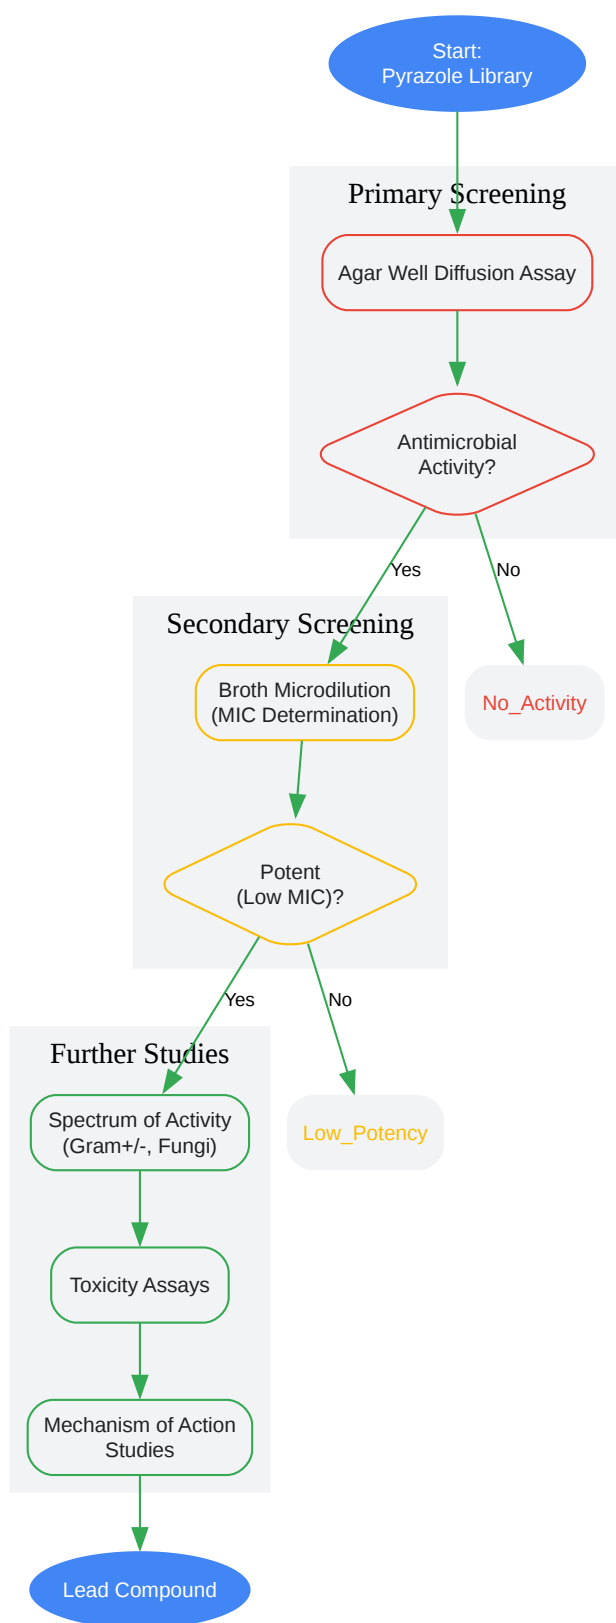 Start:
Pyrazole Library
Primary Screening
Agar Well Diffusion Assay
Antimicrobial
Activity?
Yes
No
Secondary Screening
Broth Microdilution
(MIC Determination)
No_Activity
Potent
(Low MIC)?
Yes
No
Further Studies
Spectrum of Activity
(Gram+/-, Fungi)
Low_Potency
Toxicity Assays
Mechanism of Action
Studies
Lead Compound